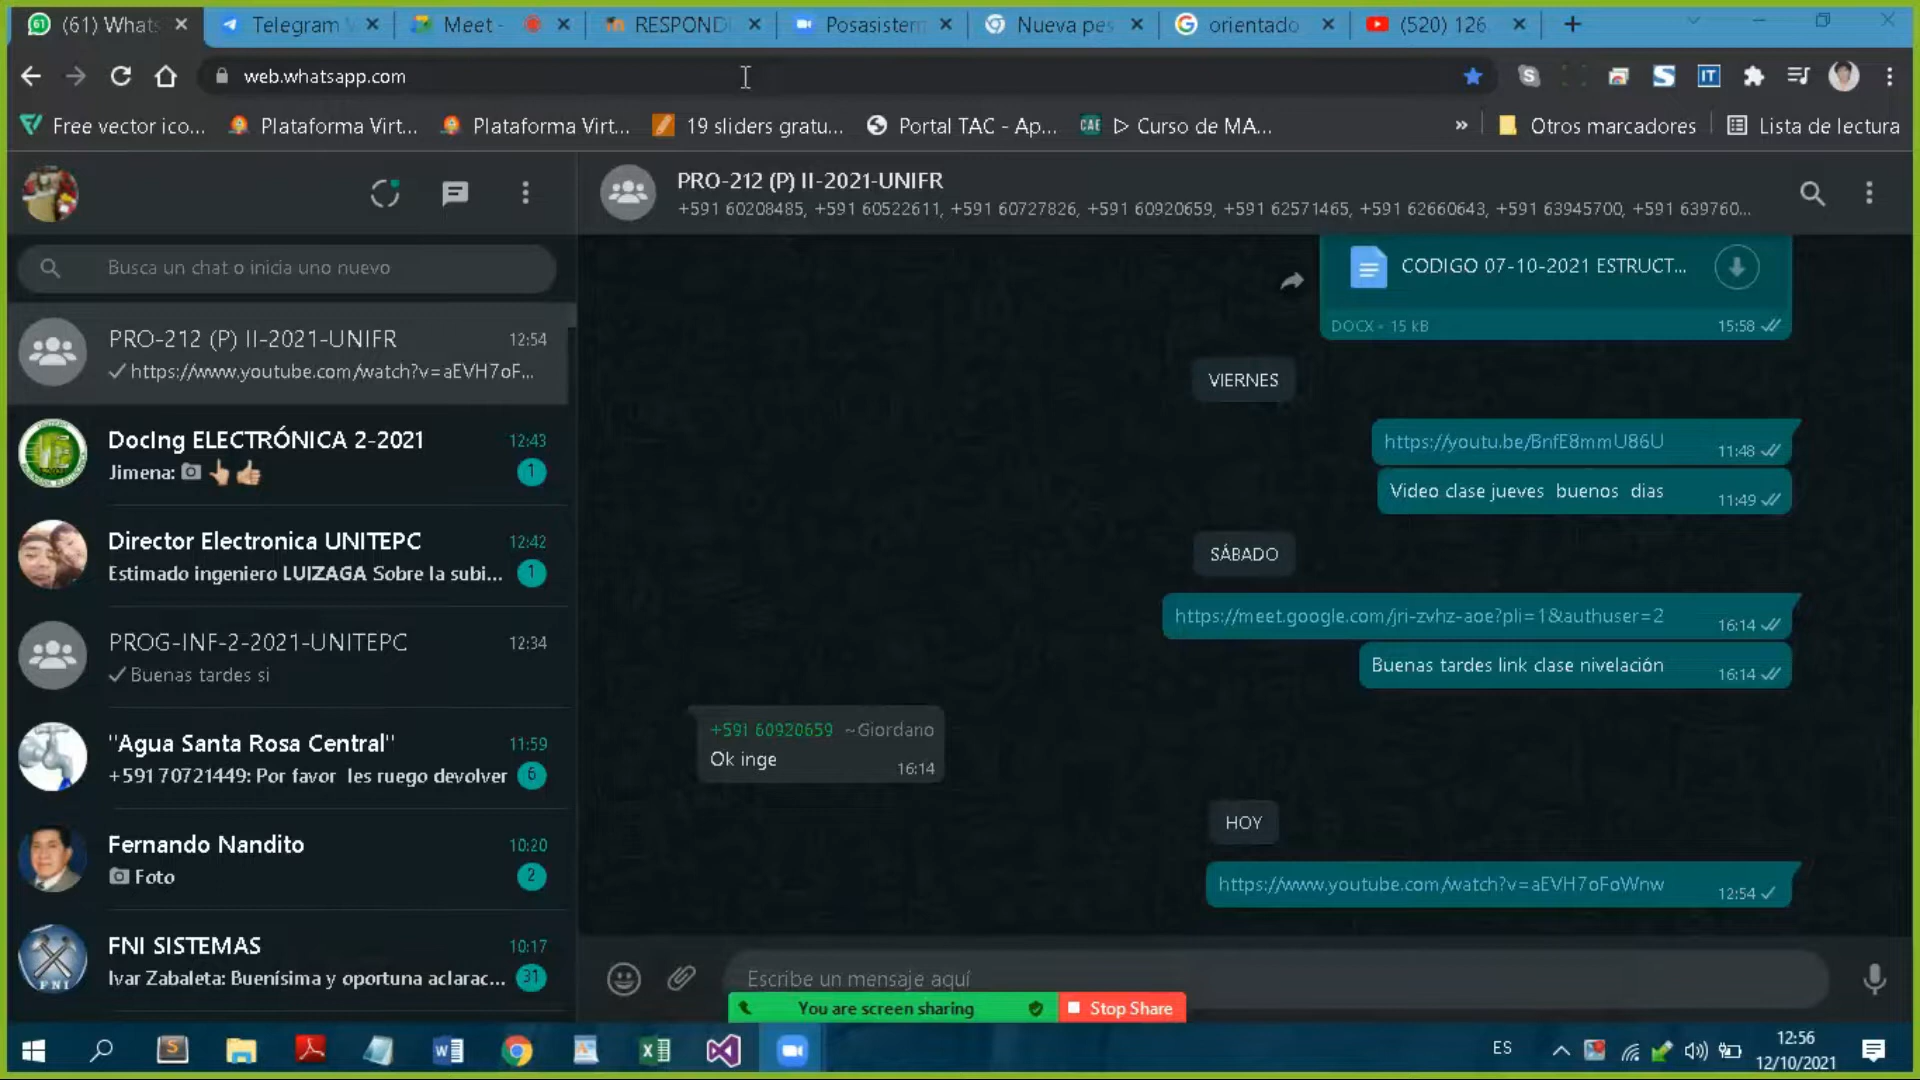 (61) Whats
Telegram
Meet -
RESPOND
Posasistem
Nueva pes
orientado
(520) 126
web.whatsapp.com
Free vector ico...
Plataforma Virt...
Plataforma Virt...
19 sliders gratu...
Portal TAC - Ap...
CAE
▷ Curso de MA...
»
Otros marcadores
Lista de lectura
PRO-212 (P) II-2021-UNIFR
+591 60208485, +591 60522611, +591 60727826, +591 60920659, +591 62571465, +591 62660643, +591 63945700, +591 639760...
Busca un chat o inicia uno nuevo
PRO-212 (P) II-2021-UNIFR 12:54
https://www.youtube.com/watch?v=aEVH7oF...
DocIng ELECTRÓNICA 2-2021 12:43
Jimena: 👆👍 1
Director Electronica UNITEPC 12:42
Estimado ingeniero LUIZAGA Sobre la subi... 1
PROG-INF-2-2021-UNITEPC 12:34
Buenas tardes si
"Agua Santa Rosa Central" 11:59
+591 70721449: Por favor les ruego devolver 6
Fernando Nandito 10:20
Foto 2
FNI SISTEMAS 10:17
Ivar Zabaleta: Buenísima y oportuna aclarac... 31
FNI
CODIGO 07-10-2021 ESTRUCT...
DOCX • 15 kB 15:58
VIERNES
https://youtu.be/BnfE8mmU86U 11:48
Video clase jueves buenos dias 11:49
SÁBADO
https://meet.google.com/jri-zvhz-aoe?pli=1&authuser=2 16:14
Buenas tardes link clase nivelación 16:14
+591 60920659 ~Giordano
Ok inge 16:14
HOY
https://www.youtube.com/watch?v=aEVH7oFoWnw 12:54
Escribe un mensaje aquí
You are screen sharing
Stop Share
ES
12:56
12/10/2021